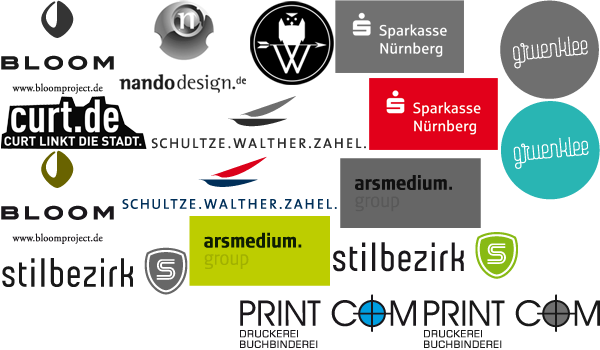 BLOOM
www.bloomproject.de
n
nandodesign.de
W
Sparkasse
Nürnberg
gruenklee
curt.de
CURT LINKT DIE STADT.
SCHULTZE.WALTHER.ZAHEL.
Sparkasse
Nürnberg
gruenklee
BLOOM
www.bloomproject.de
SCHULTZE.WALTHER.ZAHEL.
arsmedium.
group
stilbezirk S
arsmedium.
group
stilbezirk S
PRINT COM
DRUCKEREI
BUCHBINDEREI
PRINT COM
DRUCKEREI
BUCHBINDEREI